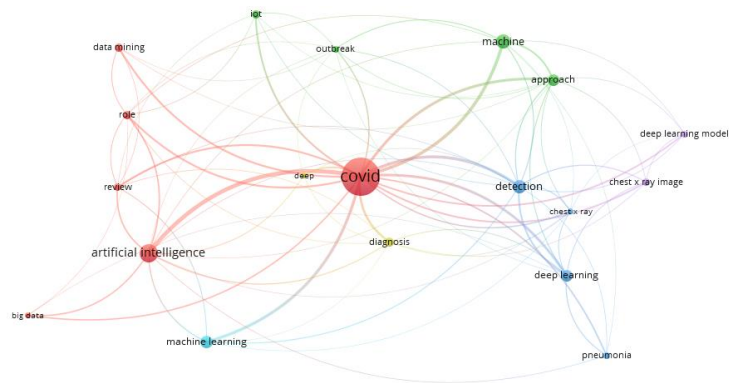 iot
data mining
outbreak
machine
approach
role
deep learning model
covid
deep
review
detection
chest x ray image
chest x ray
artificial intelligence
diagnosis
deep learning
big data
machine learning
pneumonia